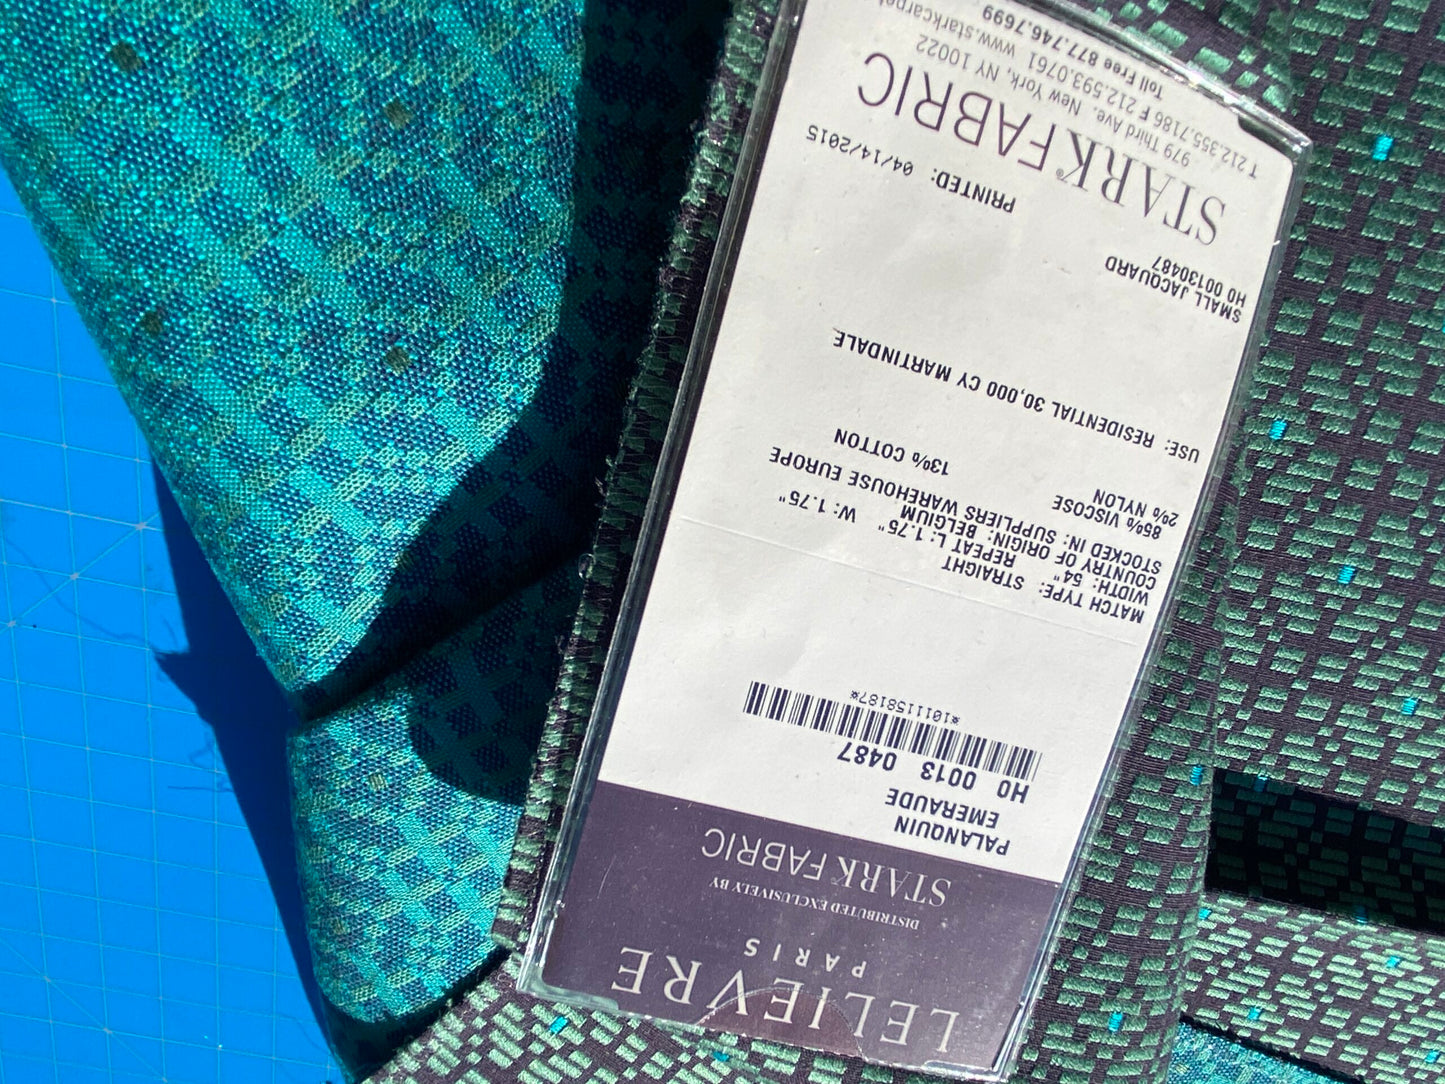 LELIEVRE
PARIS
DISTRIBUTED EXCLUSIVELY BY
STARK FABRIC
PALANQUIN
EMERAUDE
H0 0013 0487
*1011158187*
MATCH TYPE: STRAIGHT
WIDTH: 54" REPEAT L: 1.75" W: 1.75"
COUNTRY OF ORIGIN: BELGIUM
STOCKED IN: SUPPLIERS WAREHOUSE EUROPE
85% VISCOSE 13% COTTON
2% NYLON
USE: RESIDENTIAL 30,000 CY MARTINDALE
SMALL JACQUARD
H0 00130487
PRINTED: 04/14/2015
STARK® FABRIC
979 Third Ave. New York, NY 10022 www.starkcarpet
T 212.355.7186 F 212.593.0761
Toll Free 877.746.7699